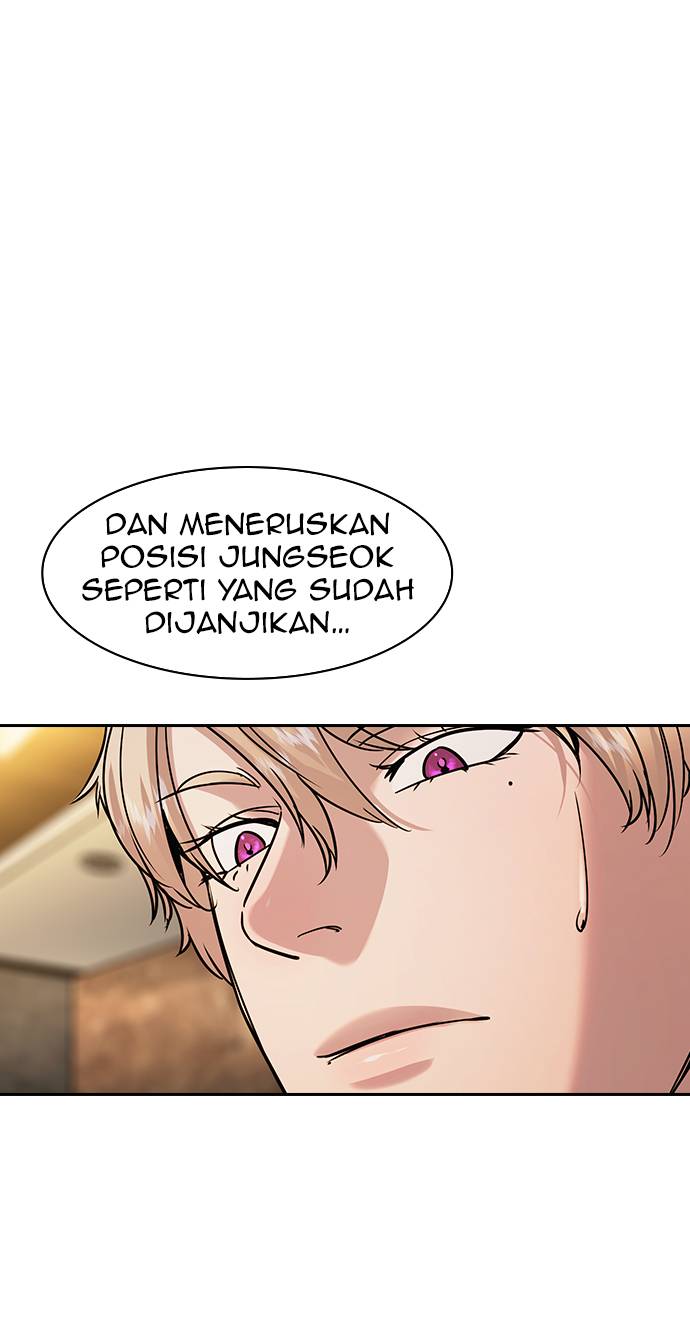 DAN MENERUSKAN
POSISI JUNGSEOK
SEPERTI YANG SUDAH
DIJANJIKAN...